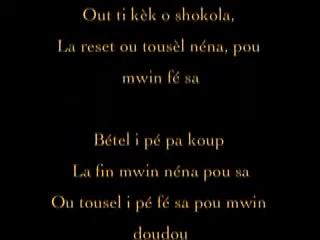 Out ti kèk o shokola,
La reset ou tousèl néna, pou
mwin fé sa
Bétel i pé pa koup
La fin mwin néna pou sa
Ou tousel i pé fé sa pou mwin
doudou